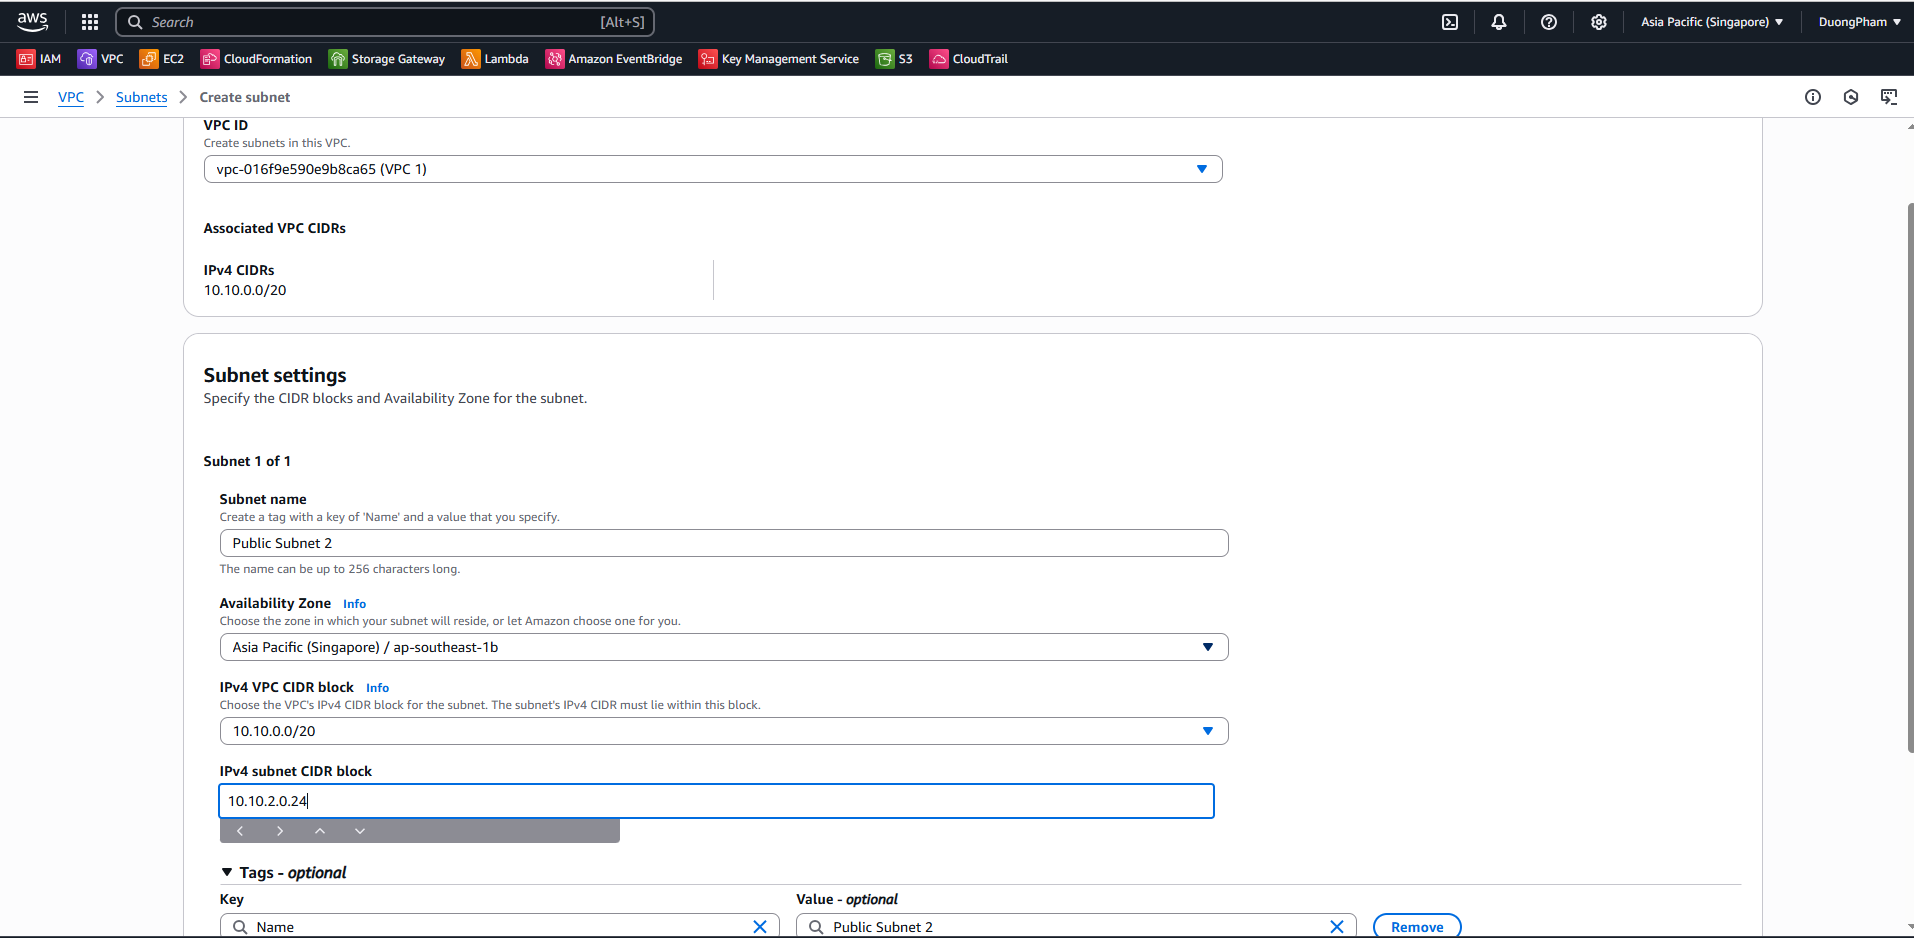 aws Search [Alt+S] Asia Pacific (Singapore) DuongPham
IAM VPC EC2 CloudFormation Storage Gateway Lambda Amazon EventBridge Key Management Service S3 CloudTrail
VPC Subnets Create subnet
VPC ID
Create subnets in this VPC.
vpc-016f9e590e9b8ca65 (VPC 1)
Associated VPC CIDRs
IPv4 CIDRs
10.10.0.0/20
Subnet settings
Specify the CIDR blocks and Availability Zone for the subnet.
Subnet 1 of 1
Subnet name
Create a tag with a key of 'Name' and a value that you specify.
Public Subnet 2
The name can be up to 256 characters long.
Availability Zone Info
Choose the zone in which your subnet will reside, or let Amazon choose one for you.
Asia Pacific (Singapore) / ap-southeast-1b
IPv4 VPC CIDR block Info
Choose the VPC's IPv4 CIDR block for the subnet. The subnet's IPv4 CIDR must lie within this block.
10.10.0.0/20
IPv4 subnet CIDR block
10.10.2.0.24
Tags - optional
Key Value - optional
Name Public Subnet 2 Remove